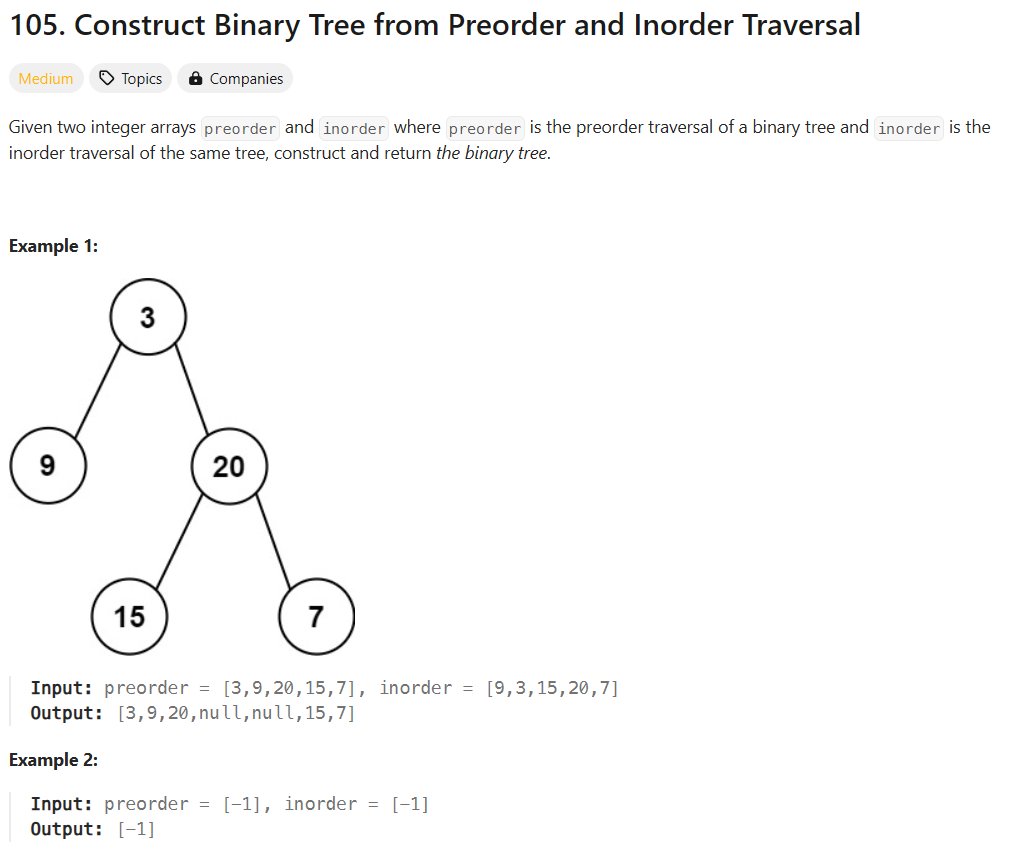 105. Construct Binary Tree from Preorder and Inorder Traversal
Medium Topics Companies
Given two integer arrays preorder and inorder where preorder is the preorder traversal of a binary tree and inorder is the
inorder traversal of the same tree, construct and return the binary tree.
Example 1:
3
9 20
15 7
Input: preorder = [3,9,20,15,7], inorder = [9,3,15,20,7]
Output: [3,9,20,null,null,15,7]
Example 2:
Input: preorder = [-1], inorder = [-1]
Output: [-1]